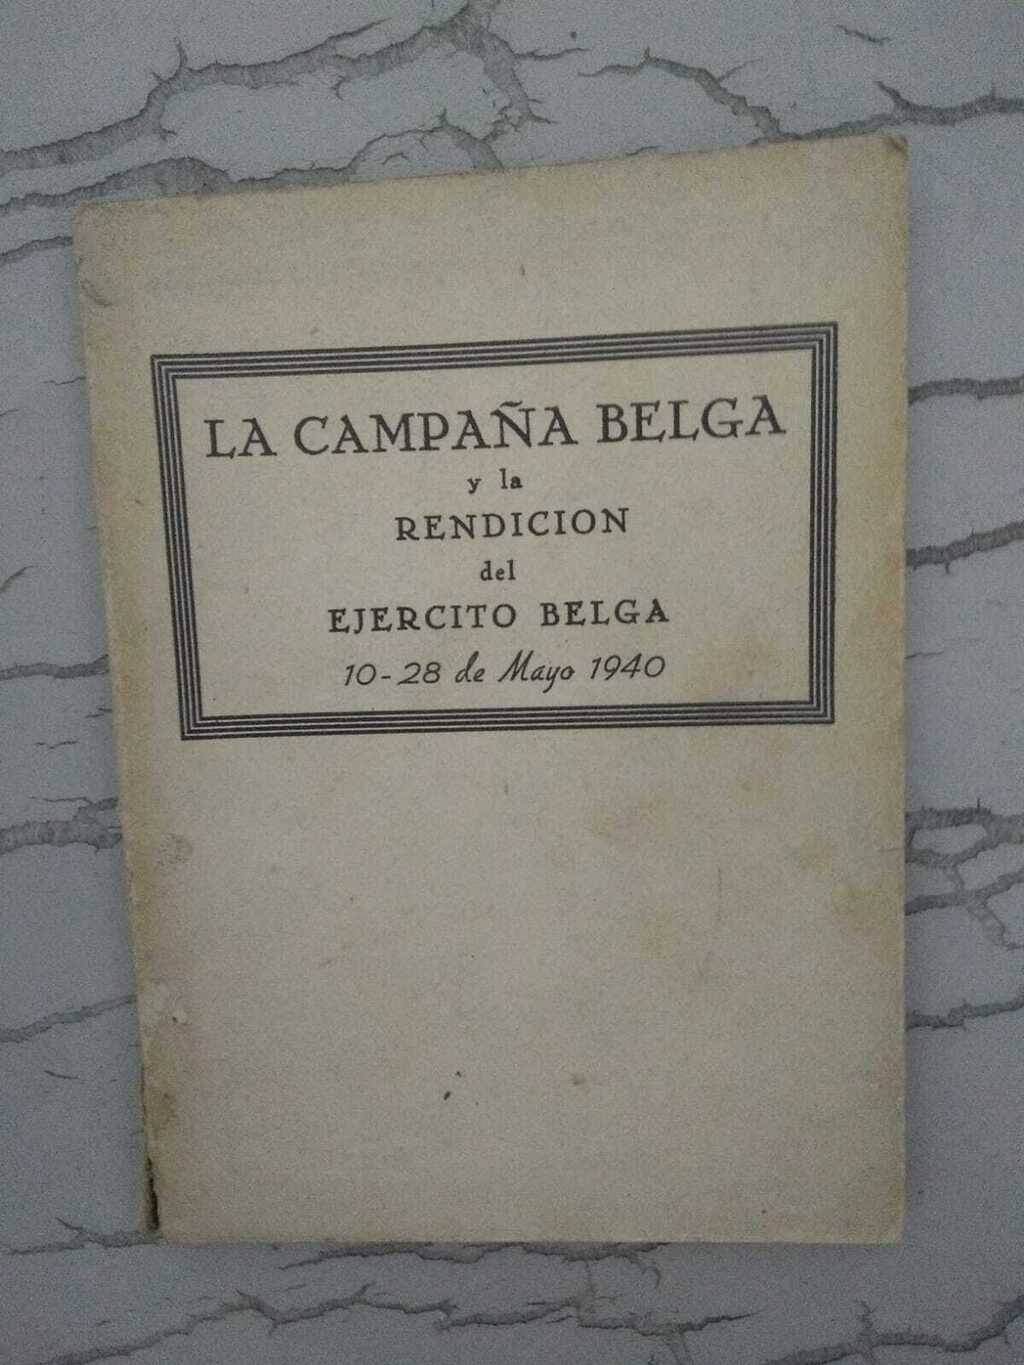 LA CAMPAÑA BELGA
y la
RENDICION
del
EJERCITO BELGA
10-28 de Mayo 1940